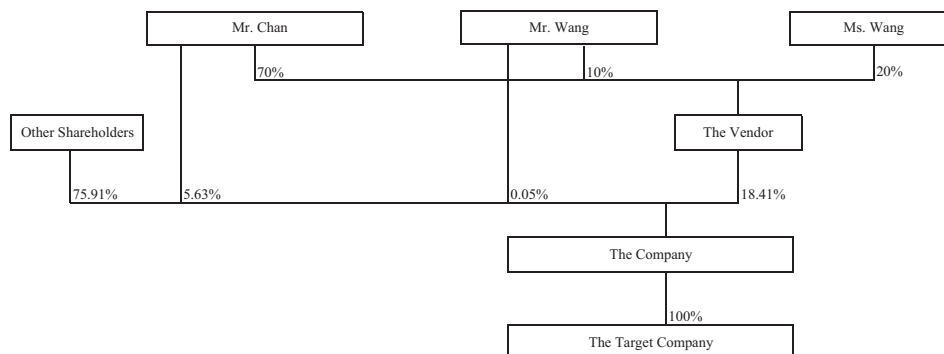 Mr. Chan
Mr. Wang
Ms. Wang
70%
10%
20%
Other Shareholders
The Vendor
75.91%
5.63%
0.05%
18.41%
The Company
100%
The Target Company